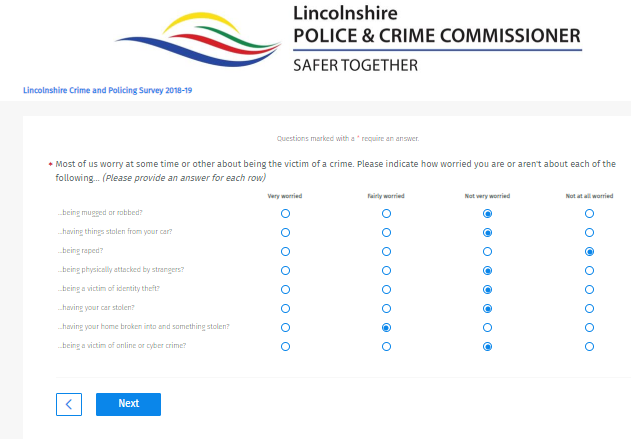 Lincolnshire
POLICE & CRIME COMMISSIONER
SAFER TOGETHER
Lincolnshire Crime and Policing Survey 2018-19
Questions marked with a * require an answer.
* Most of us worry at some time or other about being the victim of a crime. Please indicate how worried you are or aren't about each of the
following... (Please provide an answer for each row)
Very worried Fairly worried Not very worried Not at all worried
...being mugged or robbed?
...having things stolen from your car?
...being raped?
...being physically attacked by strangers?
...being a victim of identity theft?
...having your car stolen?
...having your home broken into and something stolen?
...being a victim of online or cyber crime?
< Next